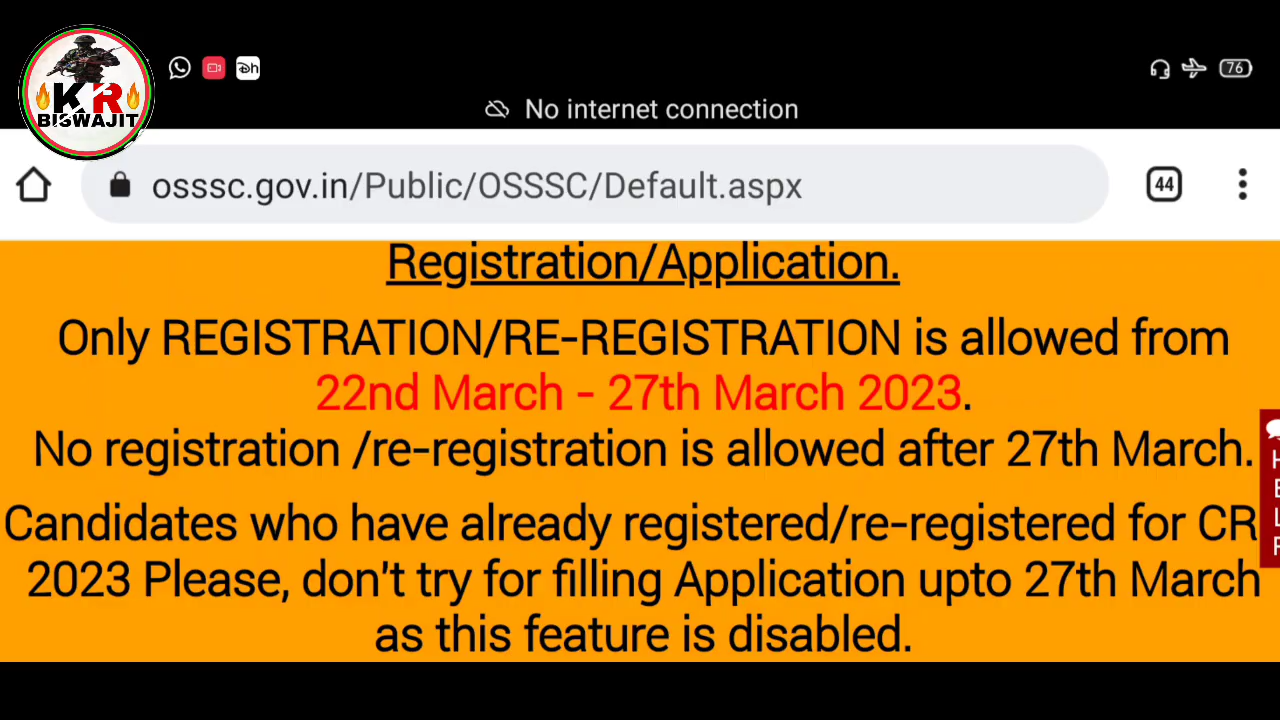 KR
BISWAJIT
76
No internet connection
osssc.gov.in/Public/OSSSC/Default.aspx
44
Registration/Application.
Only REGISTRATION/RE-REGISTRATION is allowed from
22nd March - 27th March 2023.
No registration /re-registration is allowed after 27th March.
Candidates who have already registered/re-registered for CR
2023 Please, don't try for filling Application upto 27th March
as this feature is disabled.